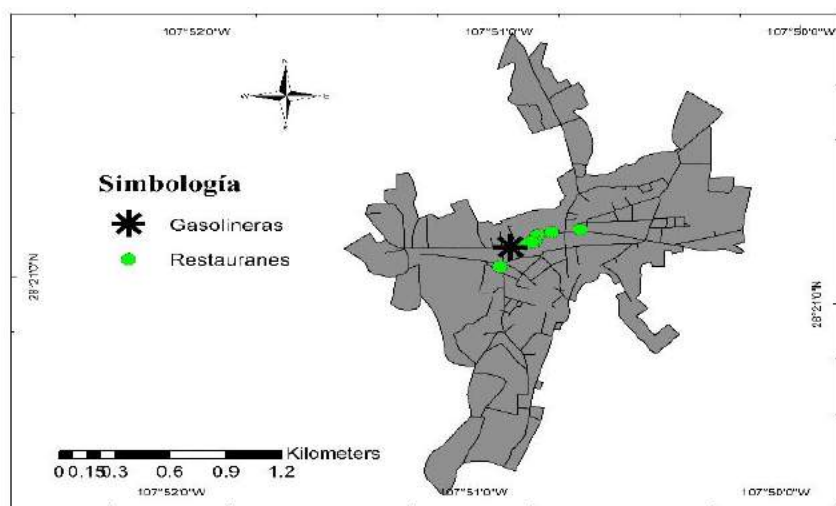 107°52'0"W 107°51'0"W 107°50'0"W
N
W E
S
Simbología
Gasolineras
Restauranes
28°21'0"N 28°21'0"N
Kilometers
0 0.15 0.3 0.6 0.9 1.2
107°52'0"W 107°51'0"W 107°50'0"W